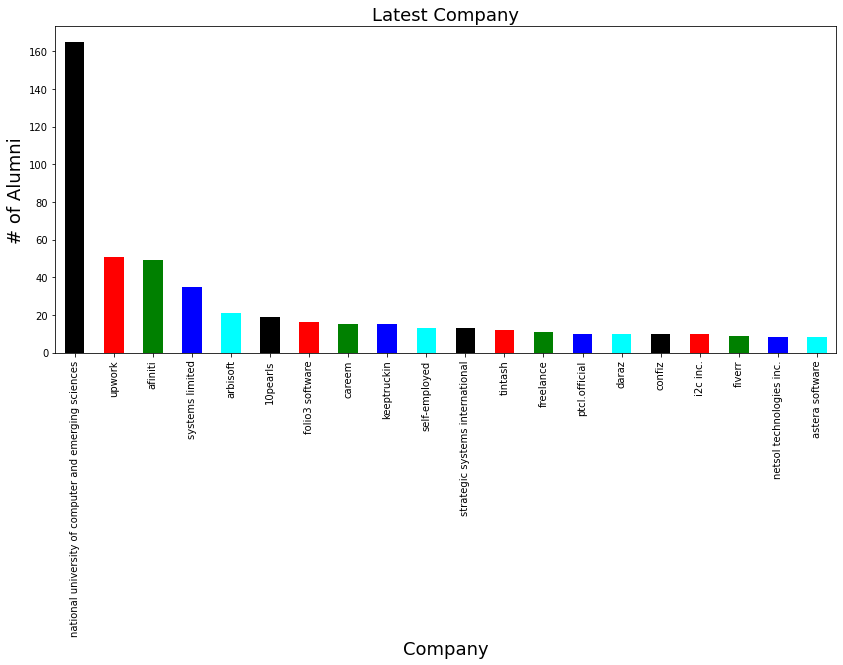 Latest Company
# of Alumni
160
140
120
100
80
60
40
20
0
national university of computer and emerging sciences
upwork
afiniti
systems limited
arbisoft
10pearls
folio3 software
careem
keeptruckin
self-employed
strategic systems international
tintash
freelance
ptcl.official
daraz
confiz
i2c inc.
fiverr
netsol technologies inc.
astera software
Company